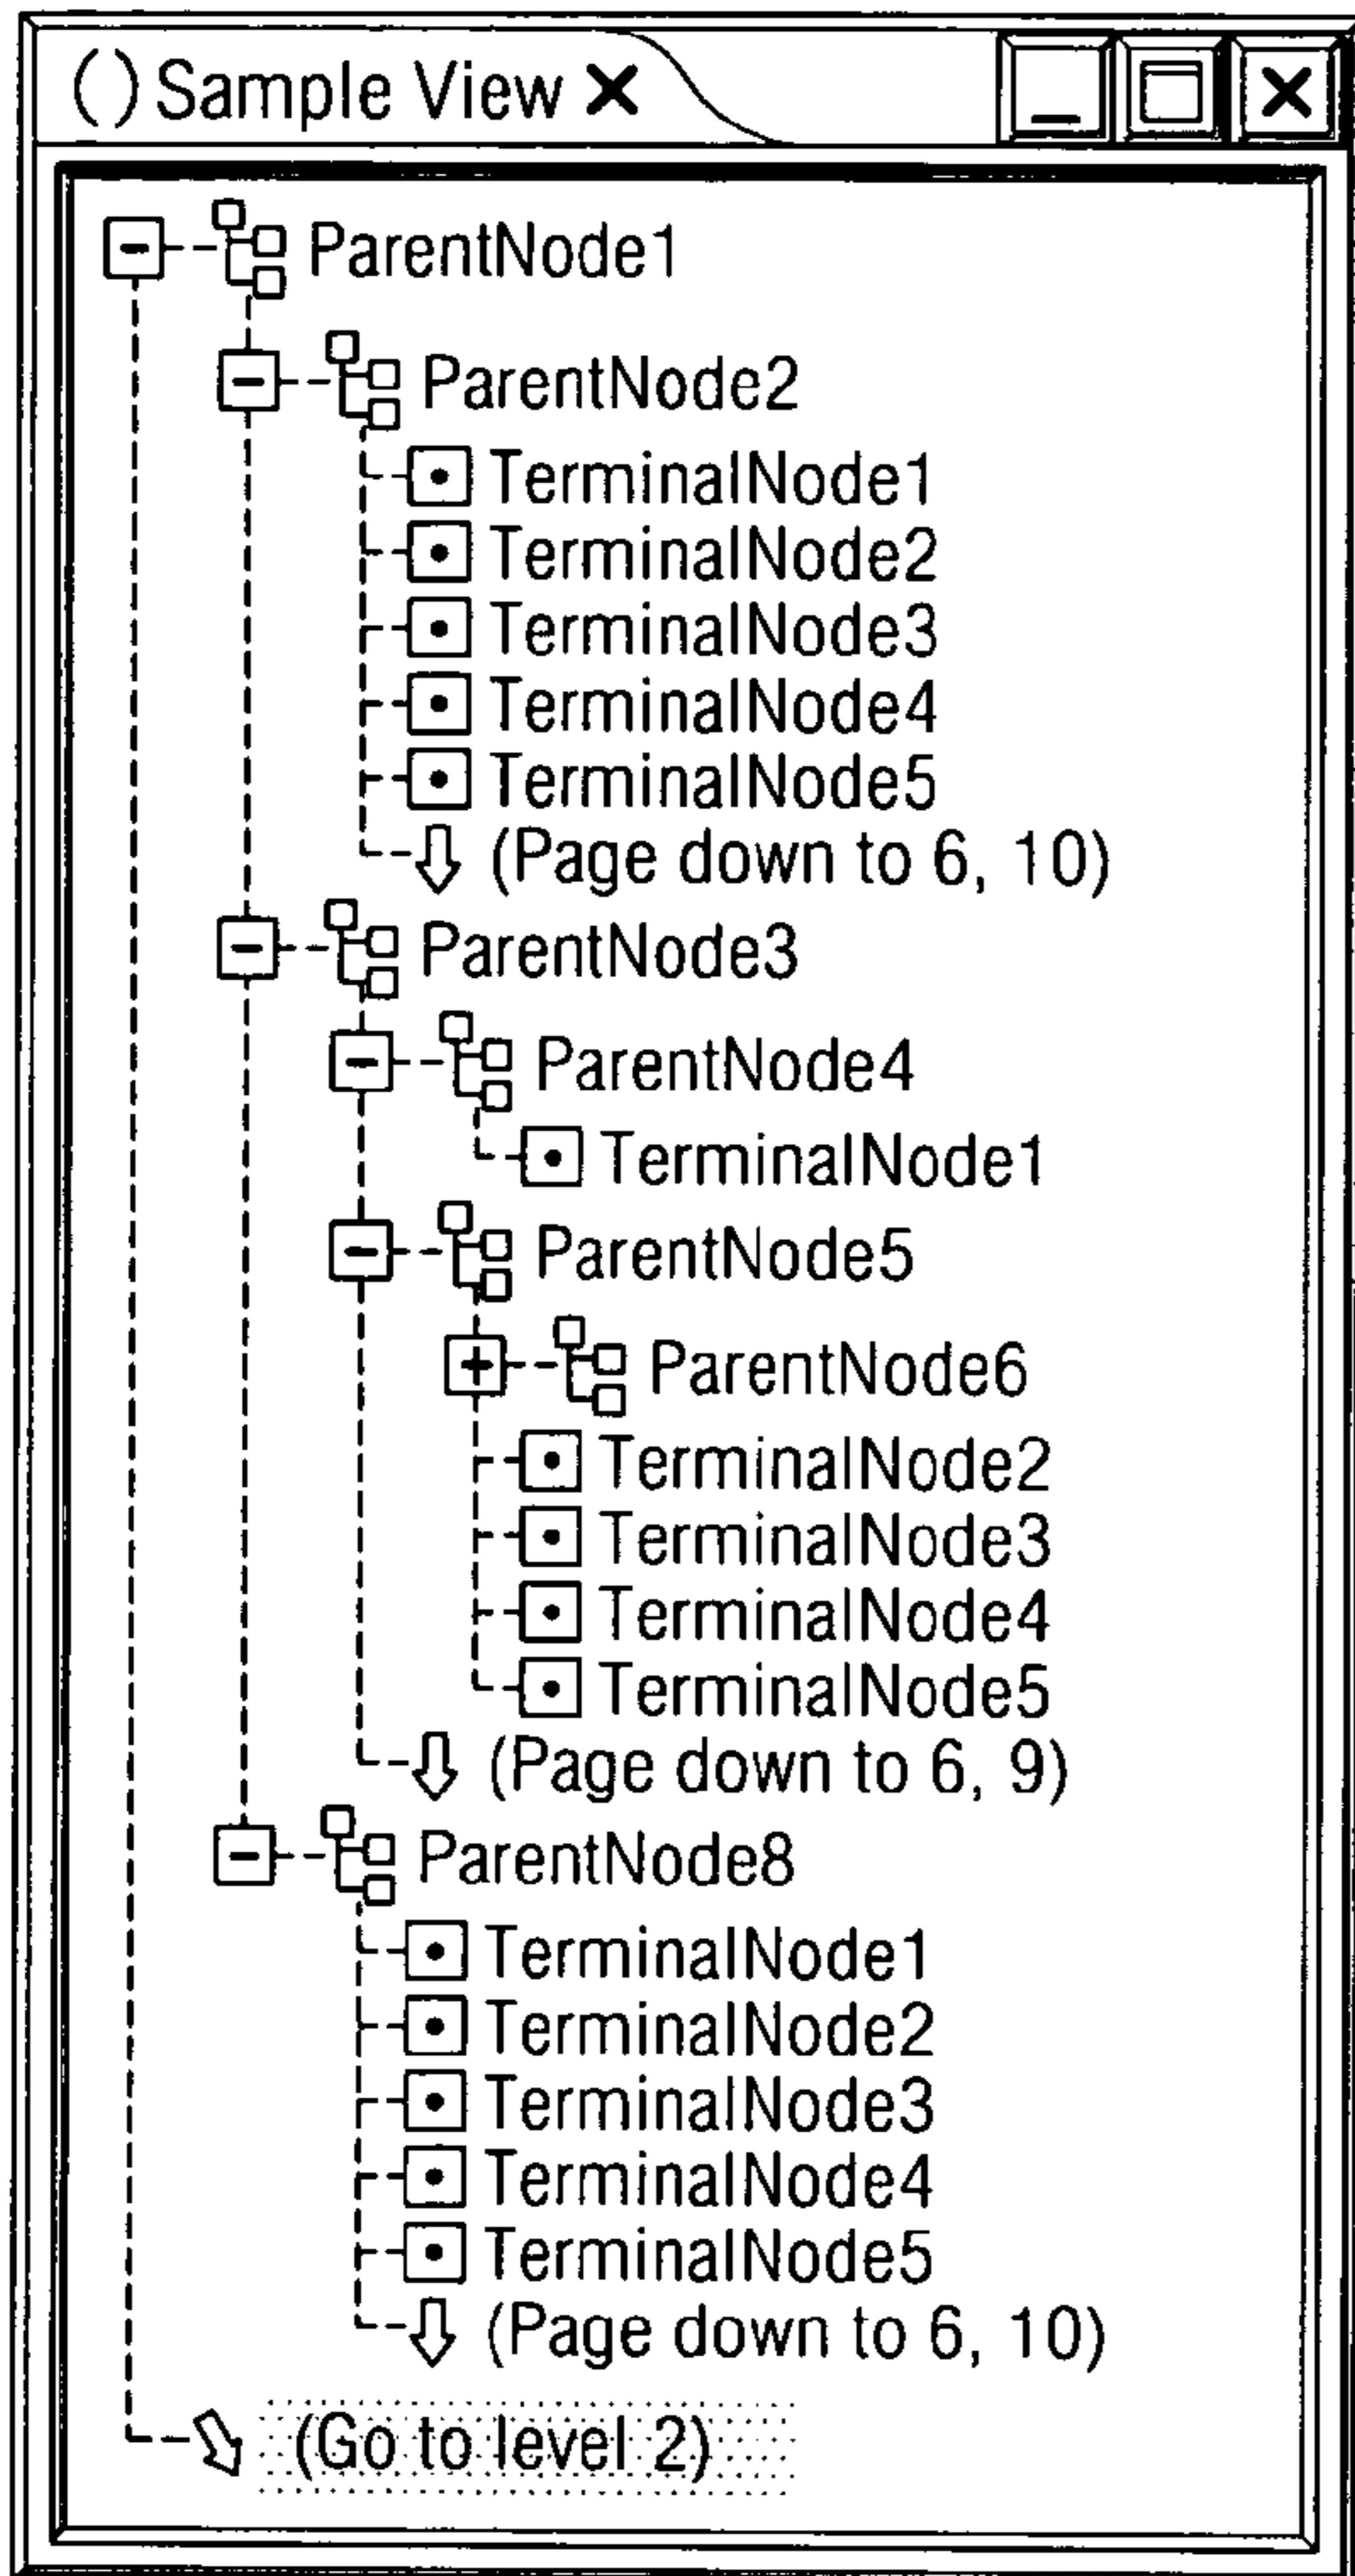 () Sample View ×
ParentNode1
ParentNode2
TerminalNode1
TerminalNode2
TerminalNode3
TerminalNode4
TerminalNode5
(Page down to 6, 10)
ParentNode3
ParentNode4
TerminalNode1
ParentNode5
ParentNode6
TerminalNode2
TerminalNode3
TerminalNode4
TerminalNode5
(Page down to 6, 9)
ParentNode8
TerminalNode1
TerminalNode2
TerminalNode3
TerminalNode4
TerminalNode5
(Page down to 6, 10)
(Go to level 2)